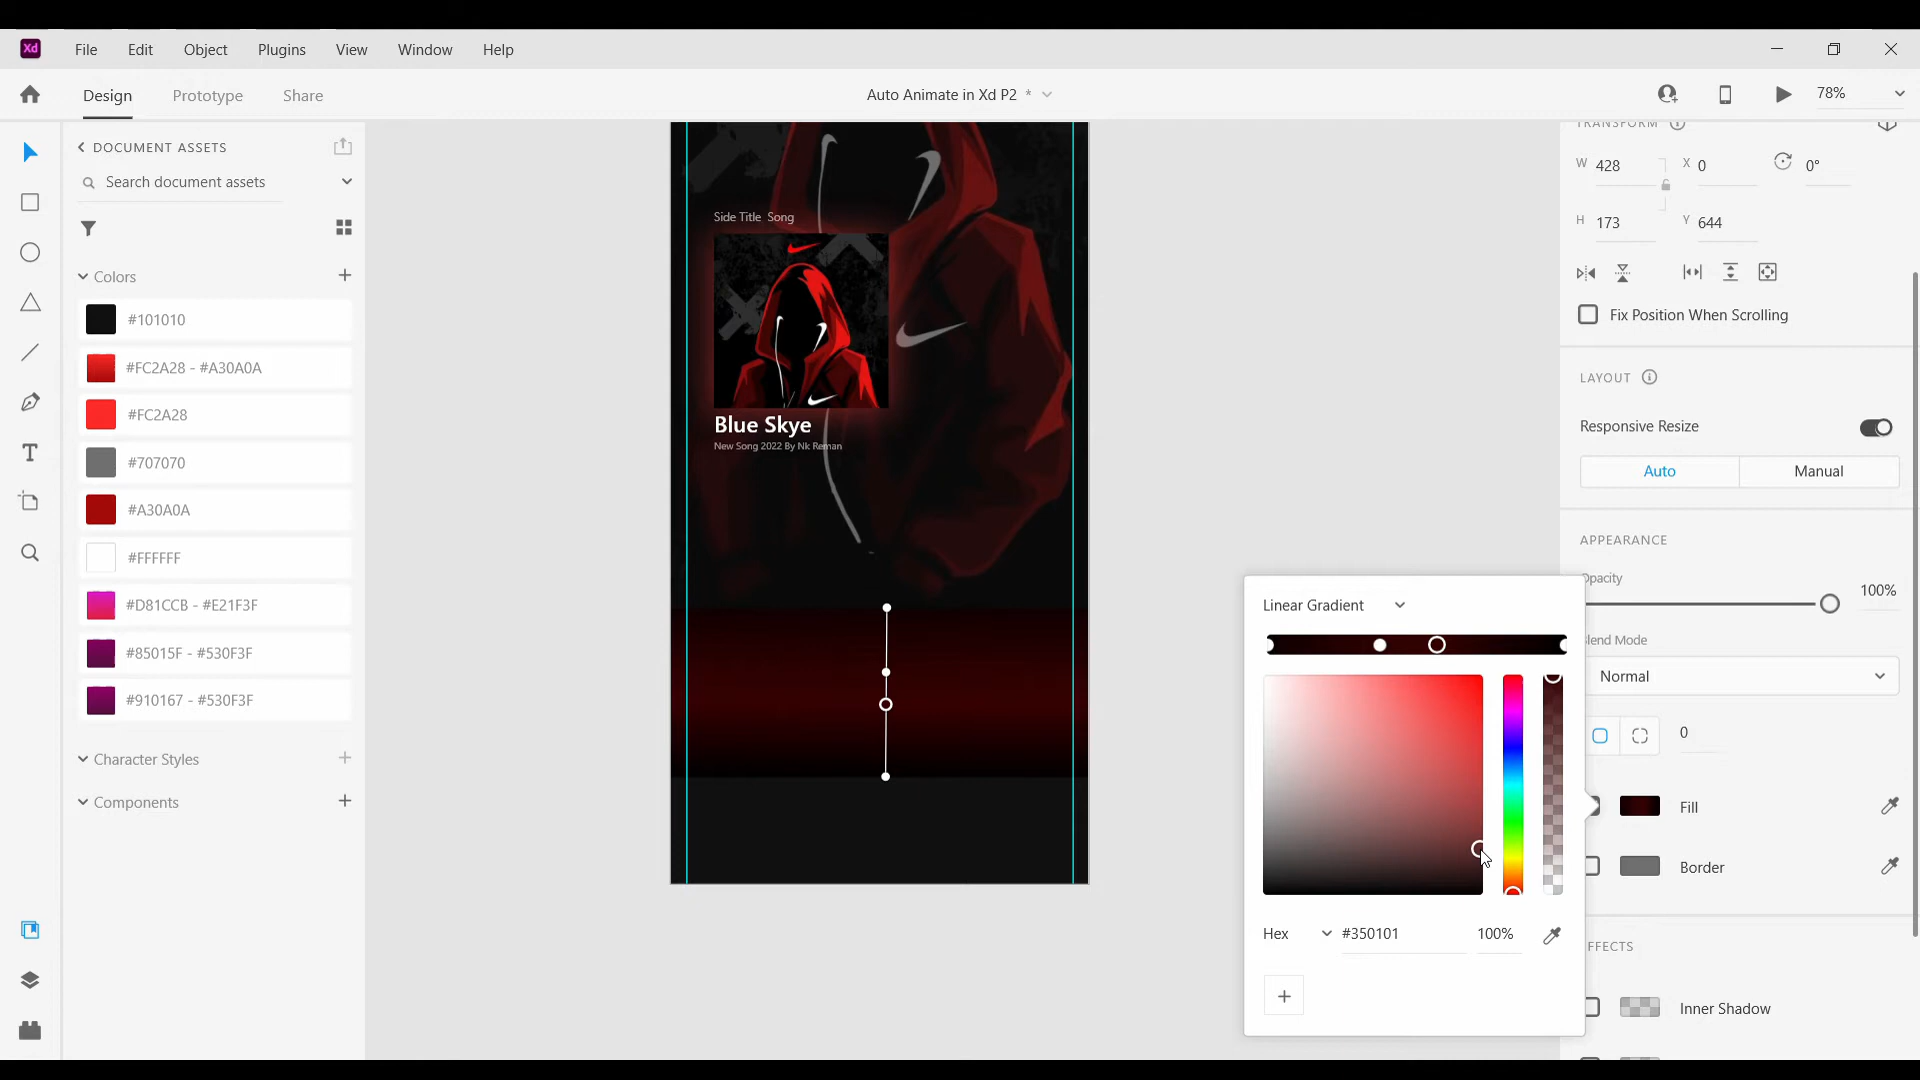 Xd File Edit Object Plugins View Window Help
Design Prototype Share Auto Animate in Xd P2 * 78%
DOCUMENT ASSETS
Search document assets
Colors
#101010
#FC2A28 - #A30A0A
#FC2A28
#707070
#A30A0A
#FFFFFF
#D81CCB - #E21F3F
#85015F - #530F3F
#910167 - #530F3F
Character Styles
Components
Side Title Song
Blue Skye
New Song 2022 By Nk Reman
Linear Gradient
Hex #350101 100%
TRANSFORM
W 428 X 0 0°
H 173 Y 644
Fix Position When Scrolling
LAYOUT
Responsive Resize
Auto Manual
APPEARANCE
Opacity
100%
Blend Mode
Normal
0
Fill
Border
EFFECTS
Inner Shadow